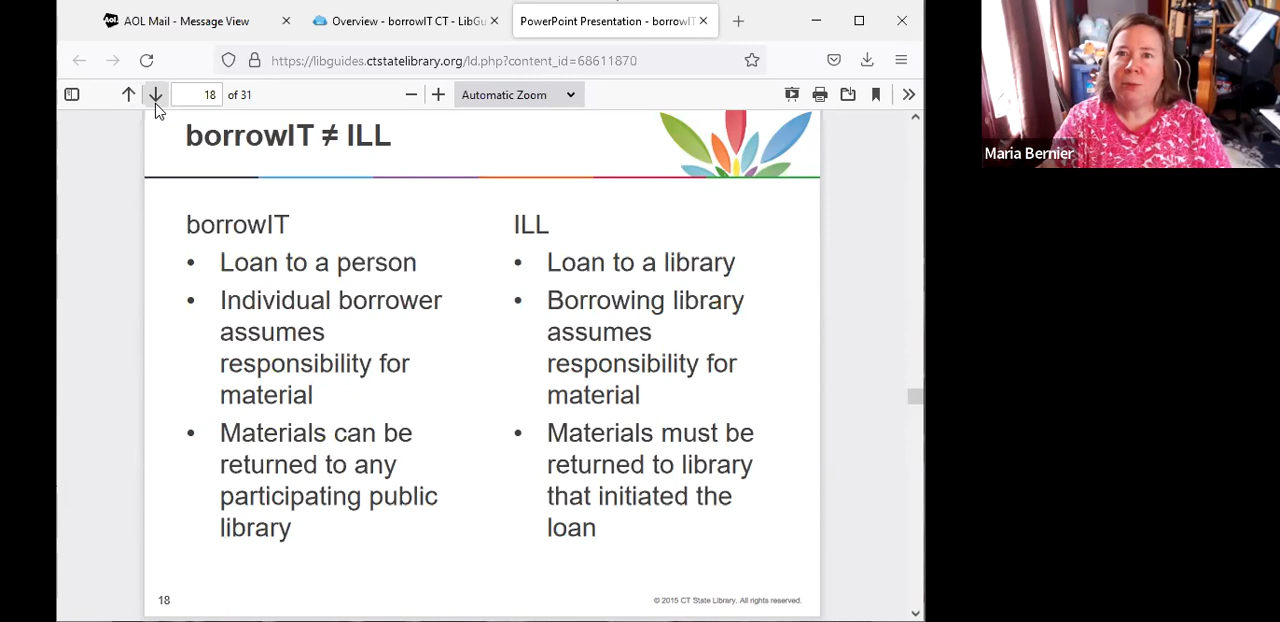 AOL Mail - Message View
Overview - borrowIT CT - LibGu
PowerPoint Presentation - borrowIT
https://libguides.ctstatelibrary.org/ld.php?content_id=68611870
18 of 31
Automatic Zoom
Maria Bernier
borrowIT ≠ ILL
borrowIT
• Loan to a person
• Individual borrower
assumes
responsibility for
material
• Materials can be
returned to any
participating public
library
ILL
• Loan to a library
• Borrowing library
assumes
responsibility for
material
• Materials must be
returned to library
that initiated the
loan
18
© 2015 CT State Library. All rights reserved.